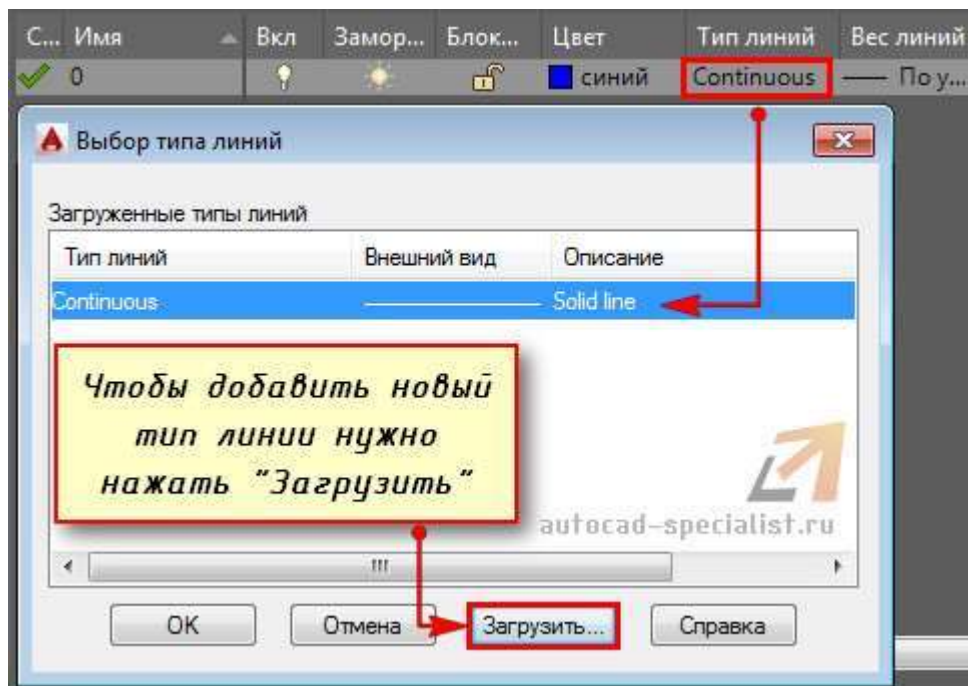 С... Имя Вкл Замор... Блок... Цвет Тип линий Вес линий
0 синий Continuous По у...
Выбор типа линий
Загруженные типы линий
Тип линий Внешний вид Описание
Continuous Solid line
Чтобы добавить новый
тип линии нужно
нажать "Загрузить"
autocad-specialist.ru
ОК Отмена Загрузить... Справка